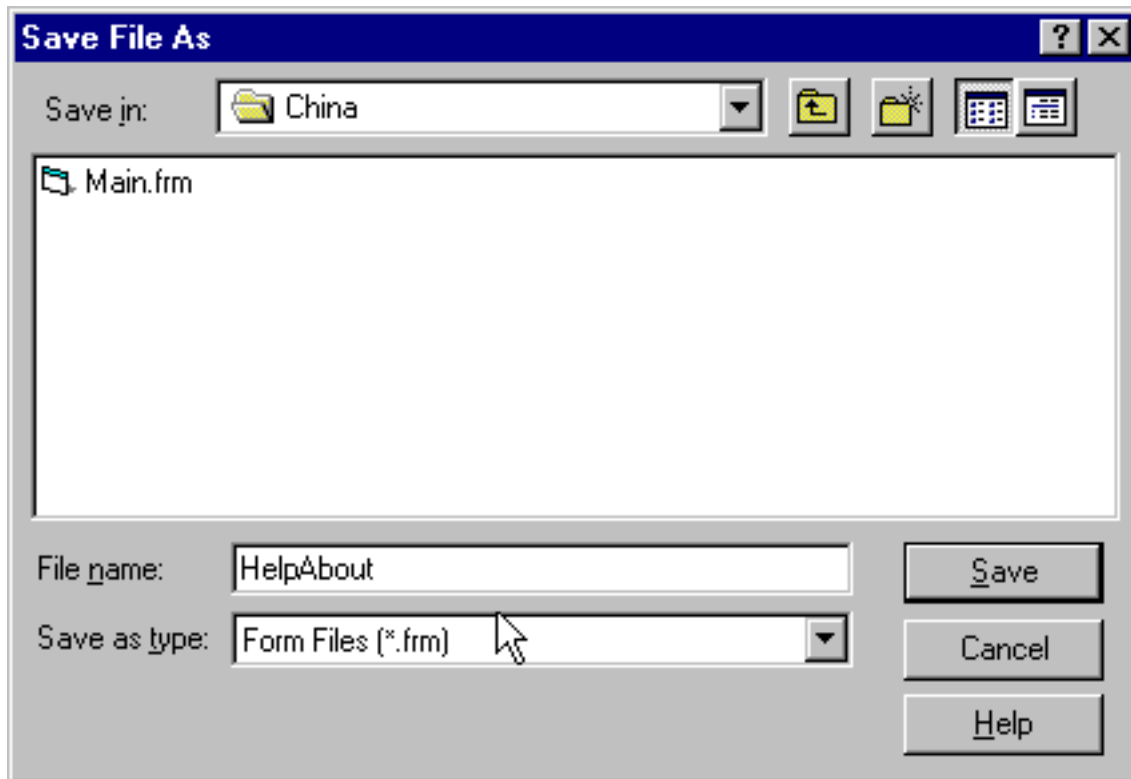 Save File As
Save in: China
Main.frm
File name: HelpAbout
Save
Save as type: Form Files (*.frm)
Cancel
Help